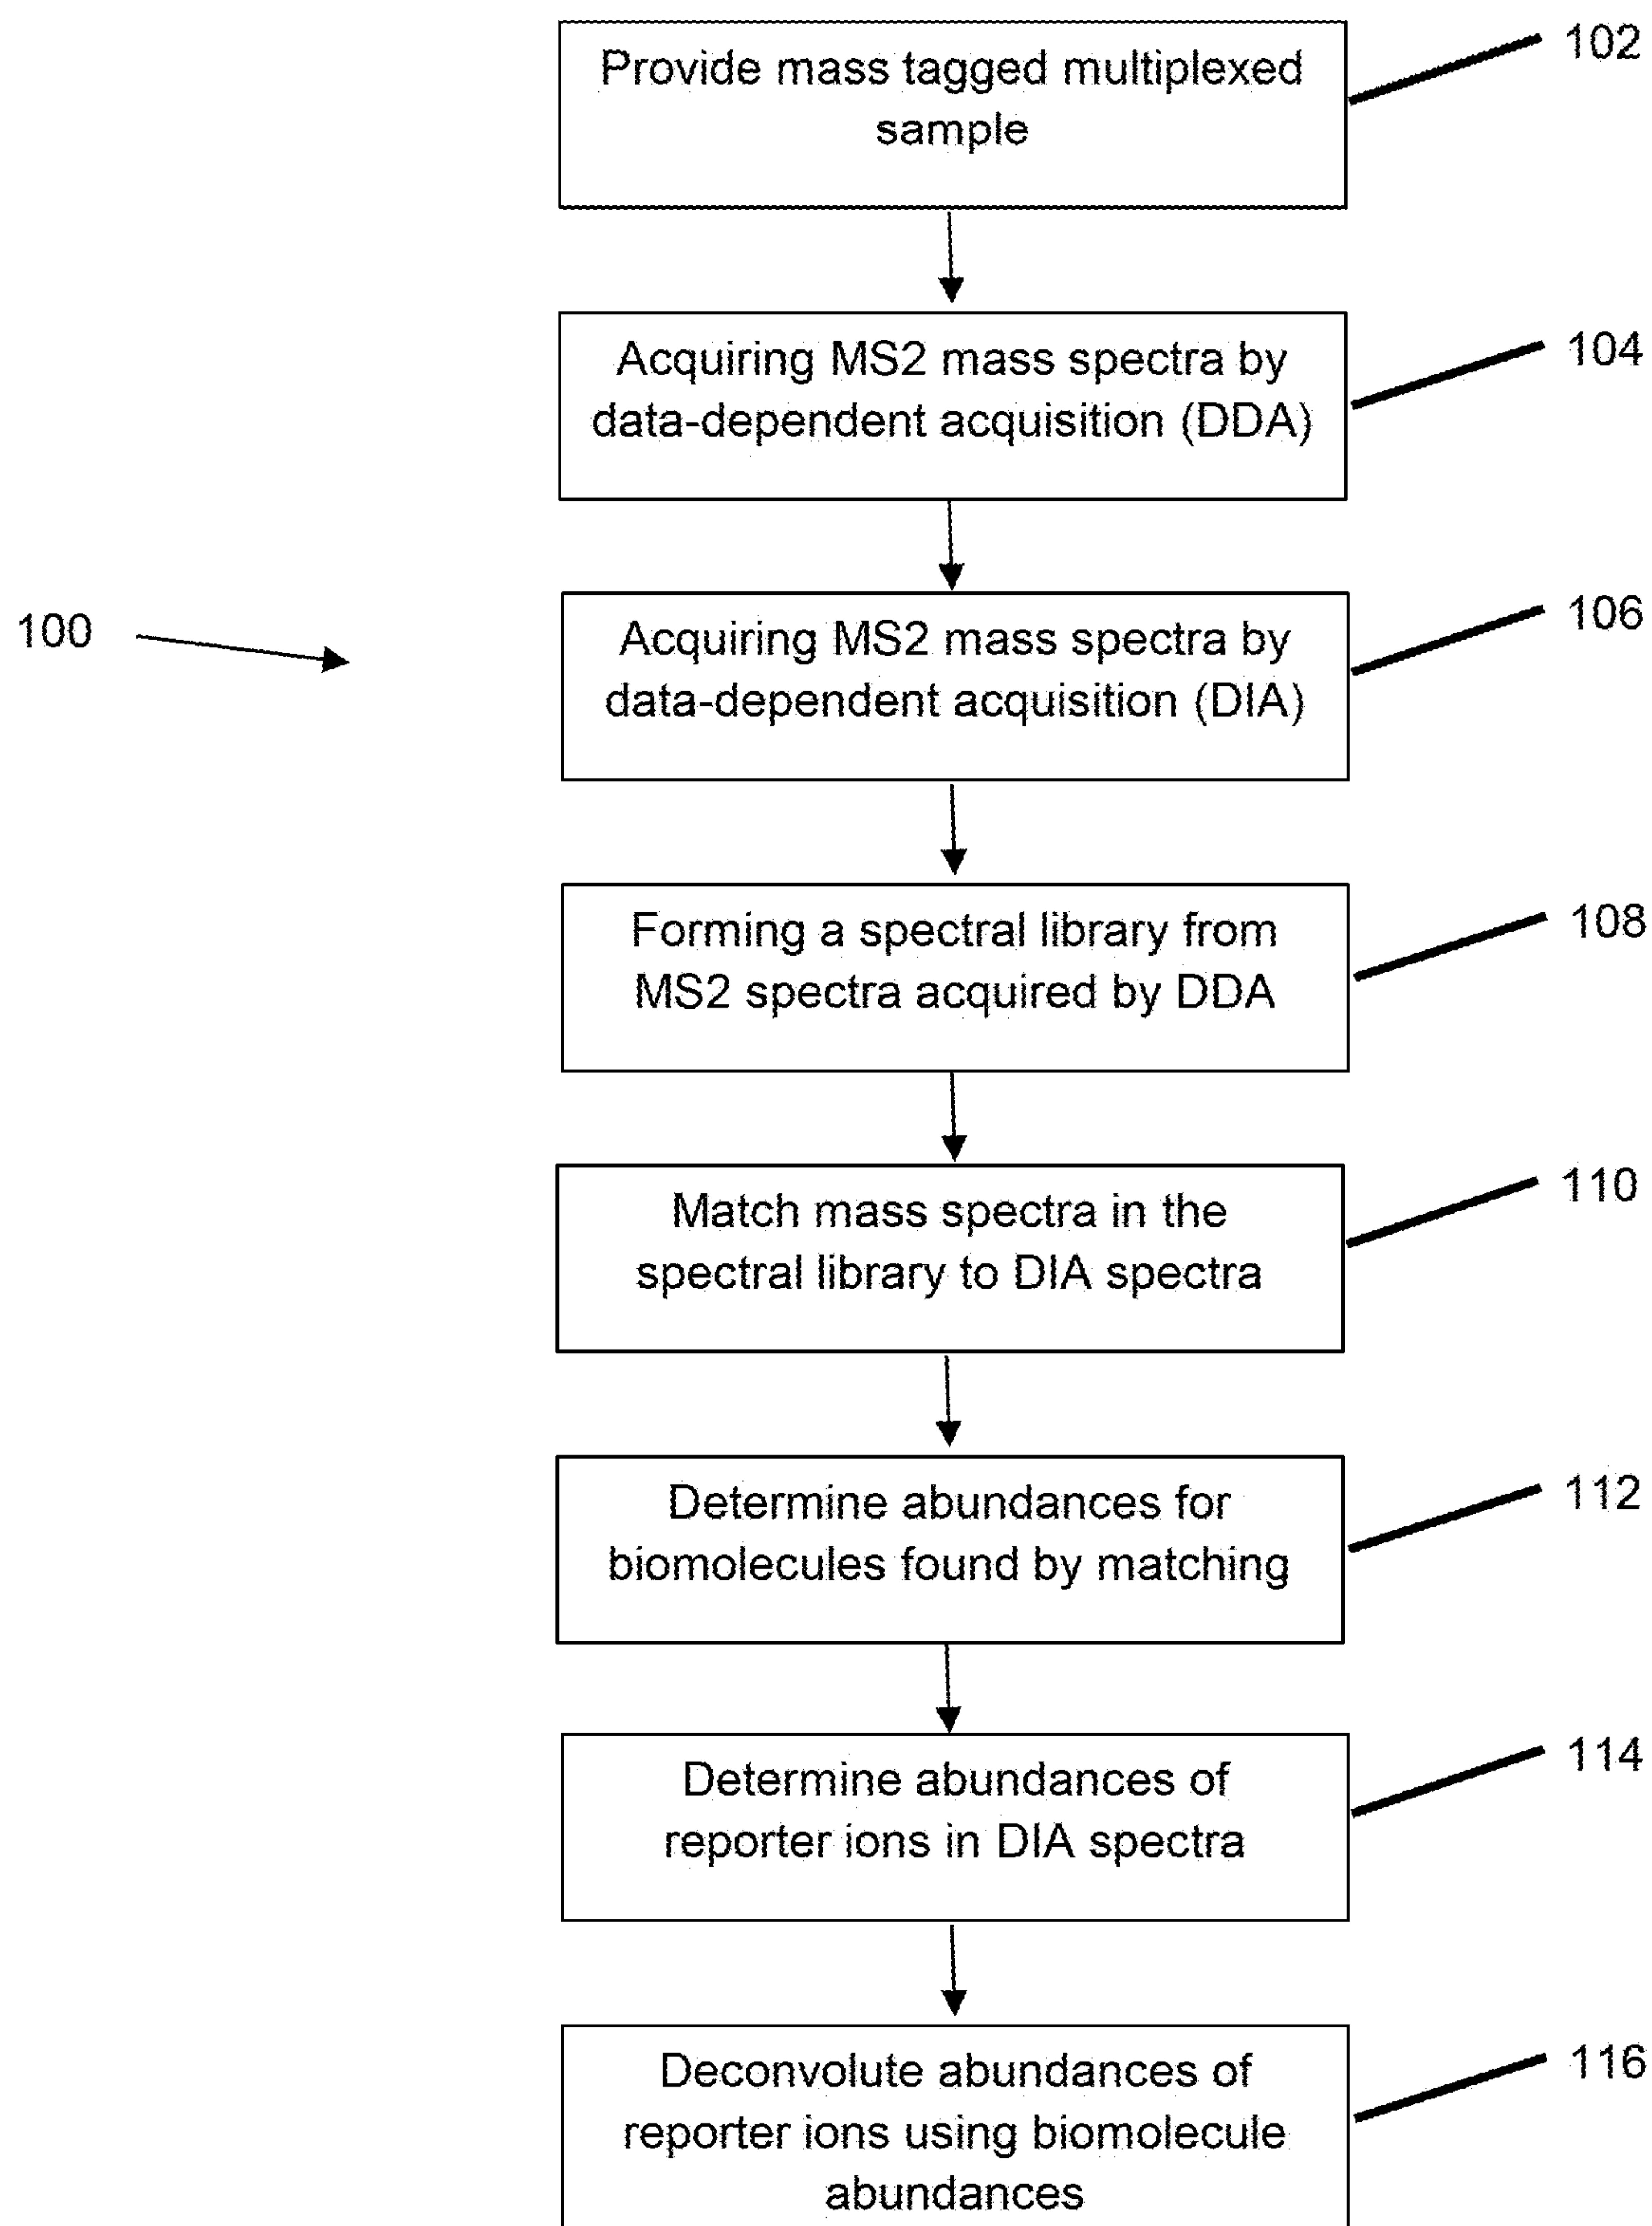 Provide mass tagged multiplexed
sample
102
Acquiring MS2 mass spectra by
data-dependent acquisition (DDA)
104
100
Acquiring MS2 mass spectra by
data-dependent acquisition (DIA)
106
Forming a spectral library from
MS2 spectra acquired by DDA
108
Match mass spectra in the
spectral library to DIA spectra
110
Determine abundances for
biomolecules found by matching
112
Determine abundances of
reporter ions in DIA spectra
114
Deconvolute abundances of
reporter ions using biomolecule
abundances
116